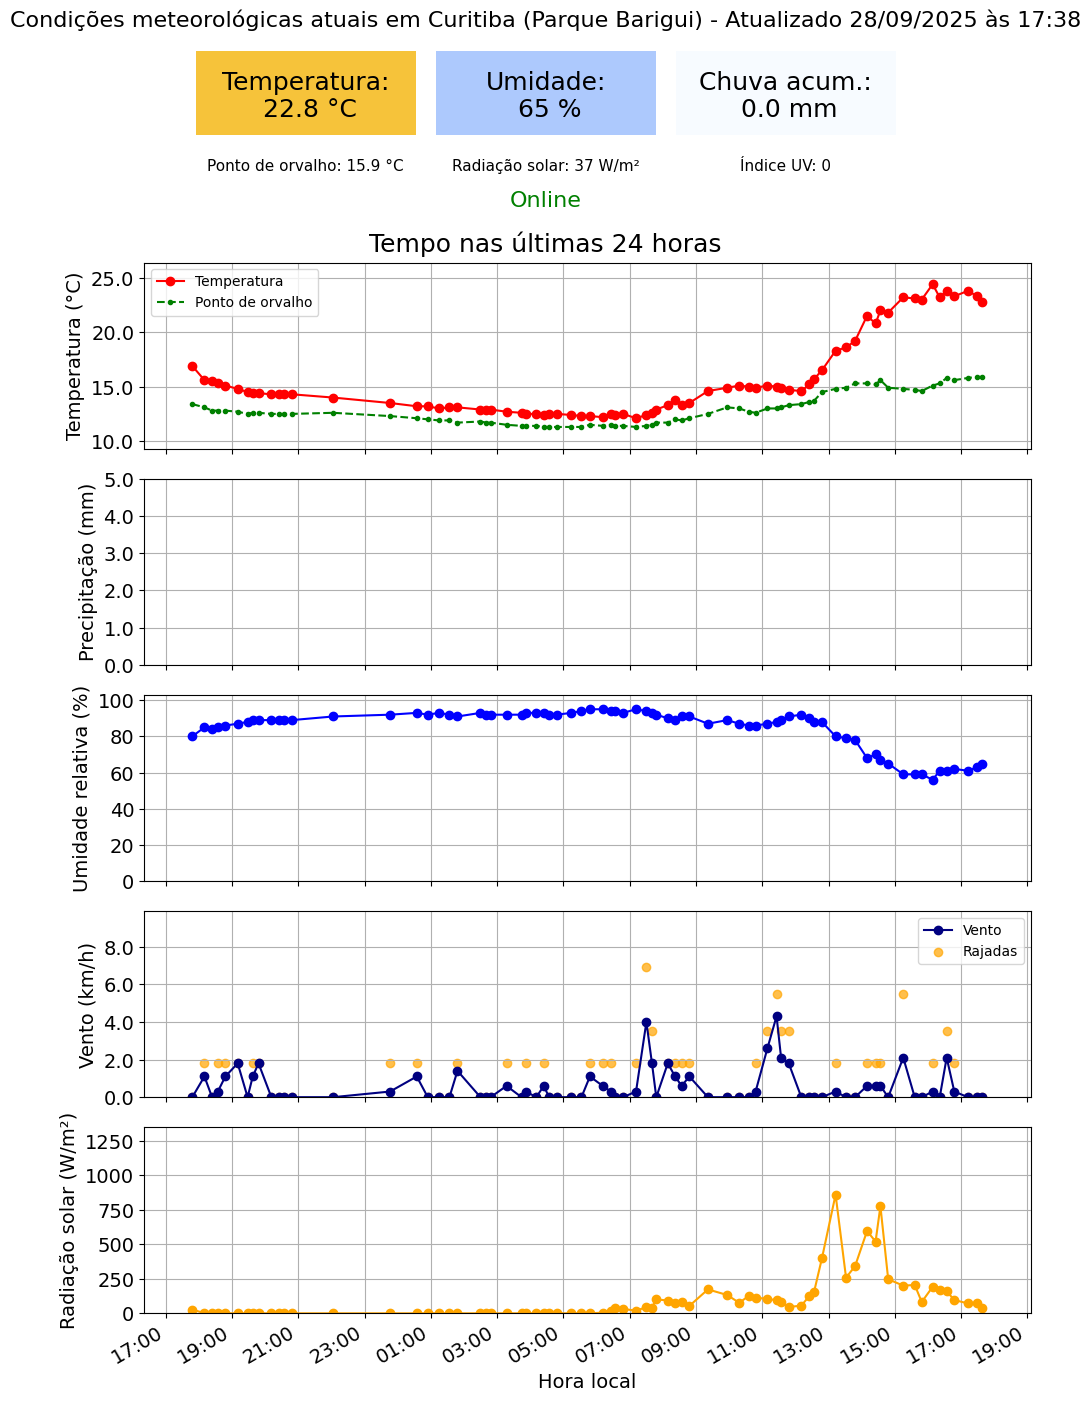 Condições meteorológicas atuais em Curitiba (Parque Barigui) - Atualizado 28/09/2025 às 17:38
Temperatura:
22.8 °C
Umidade:
65 %
Chuva acum.:
0.0 mm
Ponto de orvalho: 15.9 °C
Radiação solar: 37 W/m²
Índice UV: 0
Online
Tempo nas últimas 24 horas
Temperatura (°C)
25.0
20.0
15.0
10.0
Temperatura
Ponto de orvalho
Precipitação (mm)
5.0
4.0
3.0
2.0
1.0
0.0
Umidade relativa (%)
100
80
60
40
20
0
Vento (km/h)
8.0
6.0
4.0
2.0
0.0
Vento
Rajadas
Radiação solar (W/m²)
1250
1000
750
500
250
0
17:00
19:00
21:00
23:00
01:00
03:00
05:00
07:00
09:00
11:00
13:00
15:00
17:00
19:00
Hora local